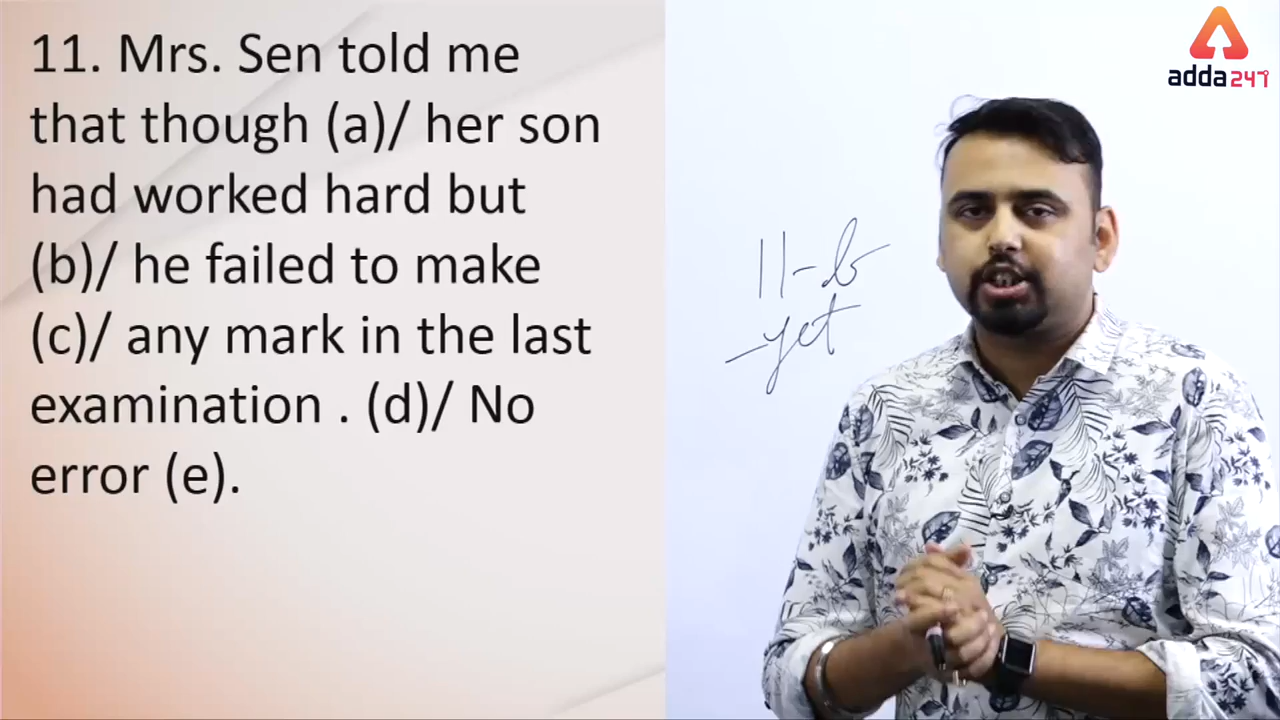 11. Mrs. Sen told me
that though (a)/ her son
had worked hard but
(b)/ he failed to make
(c)/ any mark in the last
examination . (d)/ No
error (e).
11-b
-yet
adda247